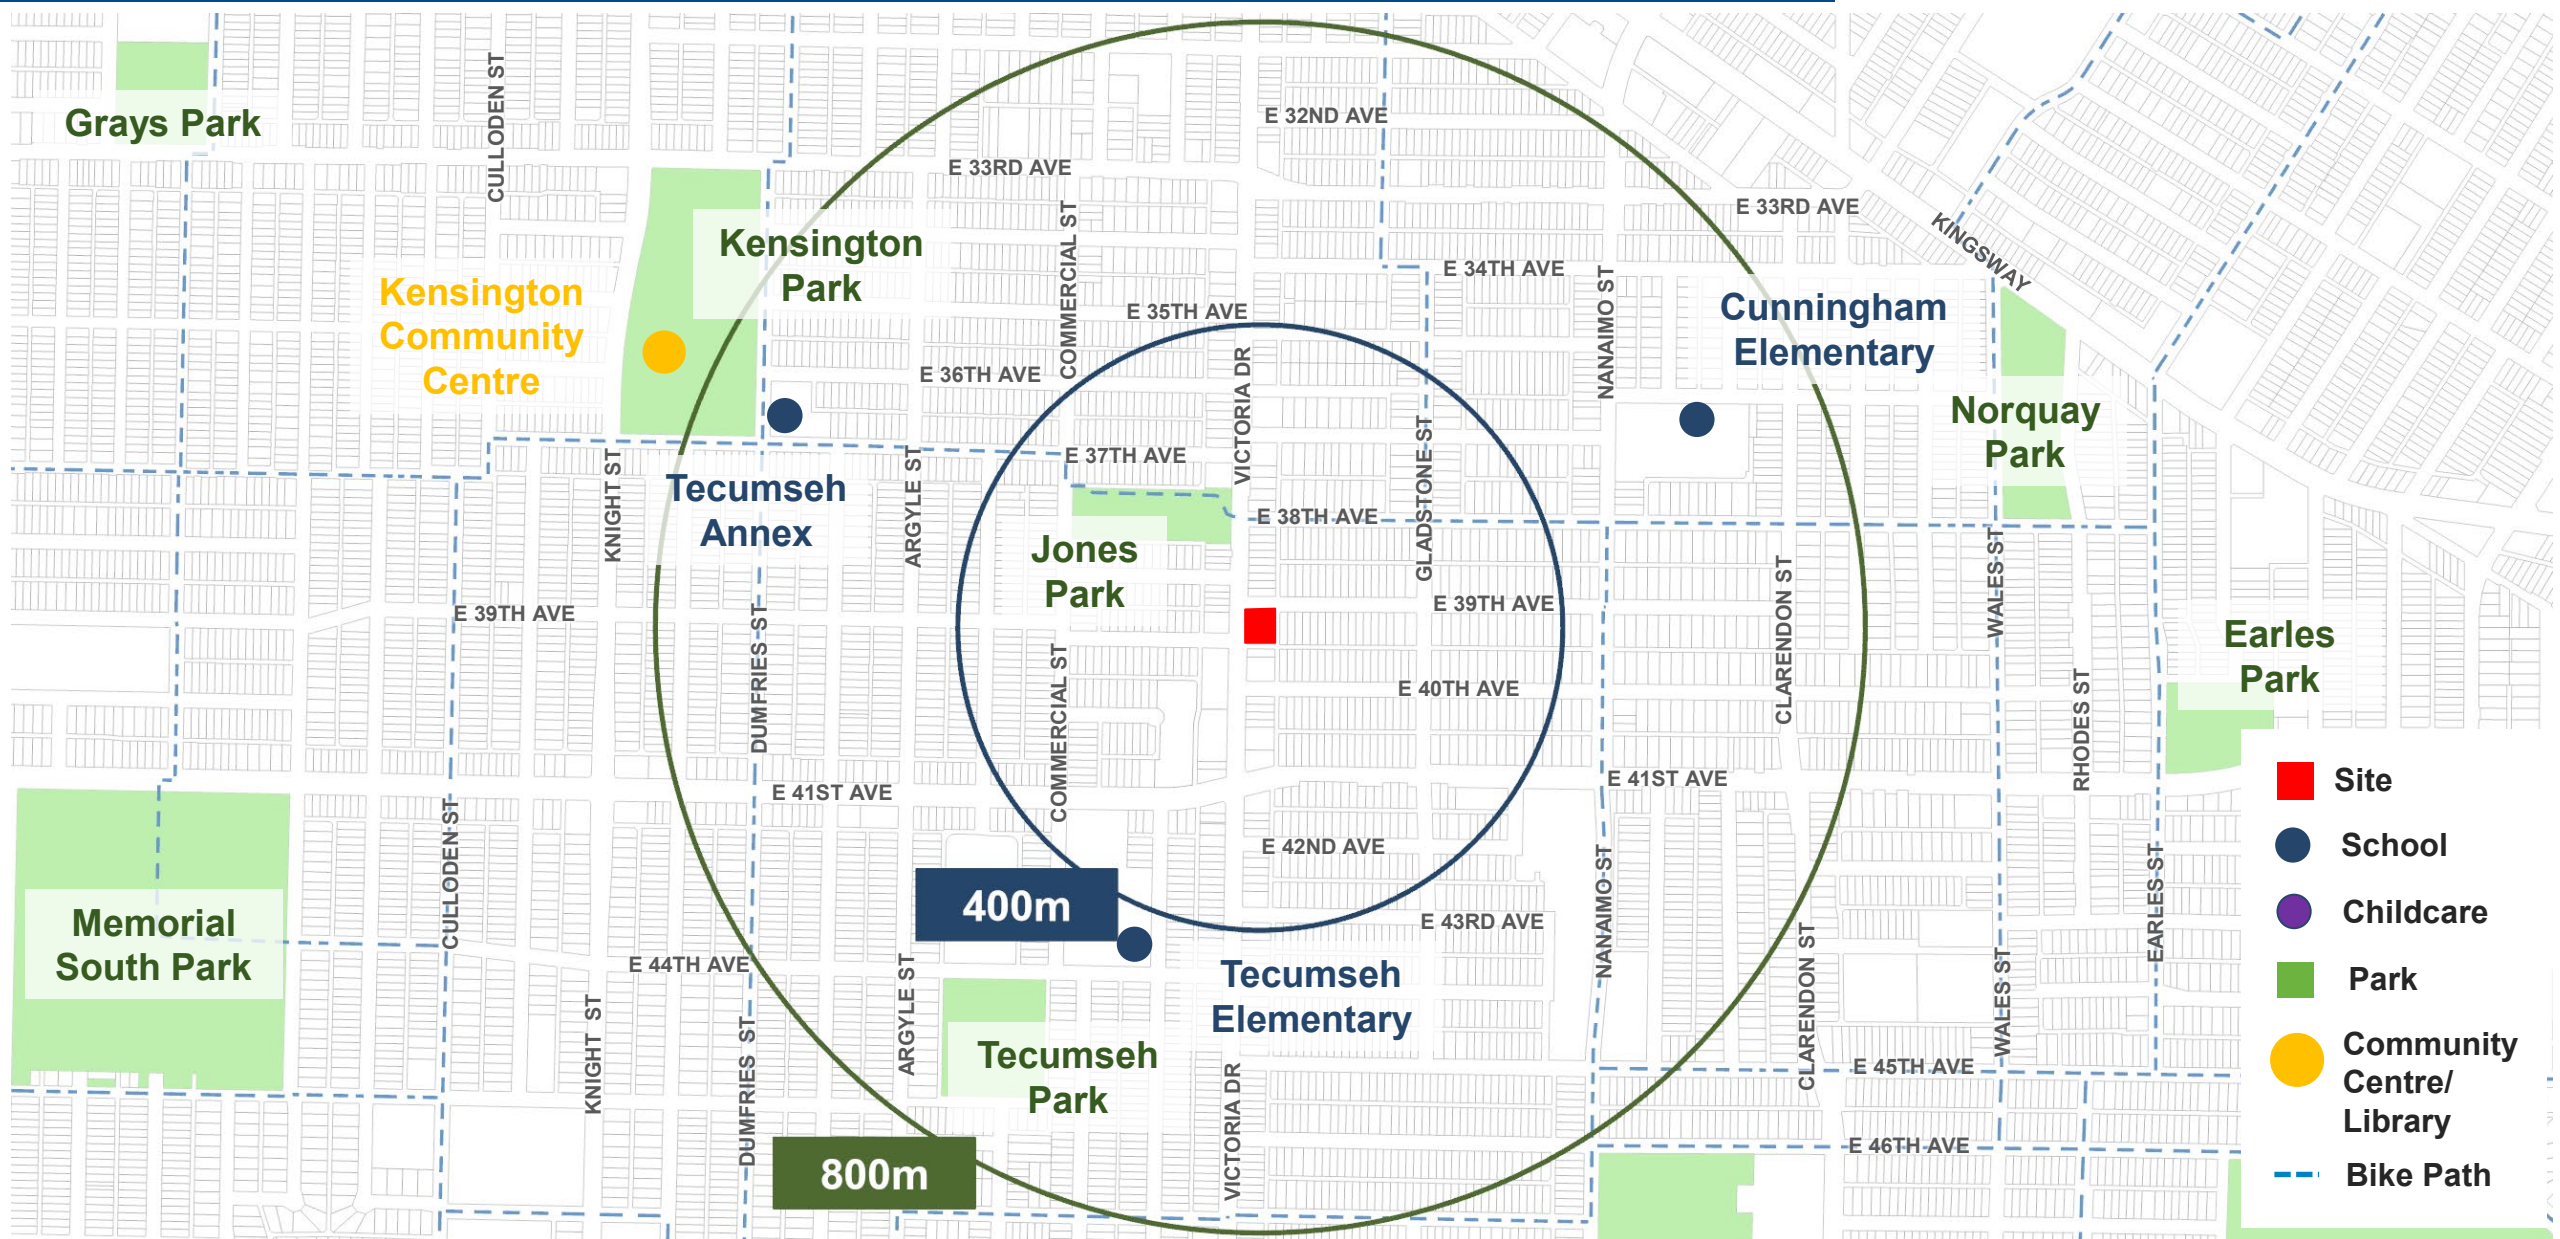 CULLODEN ST
Grays Park
E 32ND AVE
E 33RD AVE
COMMERCIAL ST
E 33RD AVE
KINGSWAY
Kensington
Park
E 34TH AVE
NANAIMO ST
Kensington
Community
Centre
E 35TH AVE
Cunningham
Elementary
VICTORIA DR
E 36TH AVE
Norquay
Park
GLADSTONE ST
E 37TH AVE
KNIGHT ST
Tecumseh
Annex
ARGYLE ST
E 38TH AVE
Jones
Park
CLARENDON ST
WALES ST
E 39TH AVE
E 39TH AVE
DUMFRIES ST
Earles
Park
COMMERCIAL ST
E 40TH AVE
RHODES ST
E 41ST AVE
E 41ST AVE
CULLODEN ST
E 42ND AVE
NANAIMO ST
EARLES ST
400m
Memorial
South Park
E 43RD AVE
CLARENDON ST
WALES ST
E 44TH AVE
ARGYLE ST
KNIGHT ST
DUMFRIES ST
Tecumseh
Elementary
Tecumseh
Park
VICTORIA DR
E 45TH AVE
E 46TH AVE
800m
Site
School
Childcare
Park
Community
Centre/
Library
Bike Path